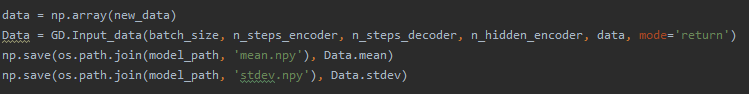 data = np.array(new_data)
Data = GD.Input_data(batch_size, n_steps_encoder, n_steps_decoder, n_hidden_encoder, data, mode='return')
np.save(os.path.join(model_path, 'mean.npy'), Data.mean)
np.save(os.path.join(model_path, 'stdev.npy'), Data.stdev)